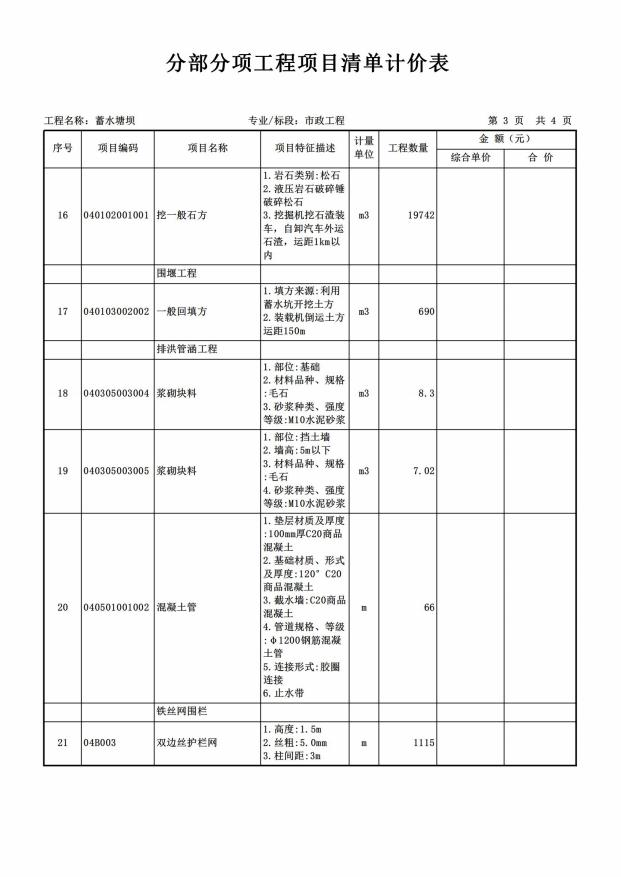 分部分项工程项目清单计价表
工程名称：蓄水塘坝 专业/标段：市政工程 第 3 页 共 4 页
序号 项目编码 项目名称 项目特征描述 计量单位 工程数量 金 额（元）
综合单价 合 价
16 040102001001 挖一般石方 m3 19742
1.岩石类别:松石
2.液压岩石破碎锤
破碎松石
3.挖掘机挖石渣装
车，自卸汽车外运
石渣，运距1km以
内
围堰工程
17 040103002002 一般回填方 m3 690
1.填方来源:利用
蓄水坑开挖土方
2.装载机倒运土方
运距150m
排洪管涵工程
18 040305003004 浆砌块料 m3 8.3
1.部位:基础
2.材料品种、规格
:毛石
3.砂浆种类、强度
等级:M10水泥砂浆
19 040305003005 浆砌块料 m3 7.02
1.部位:挡土墙
2.墙高:5m以下
3.材料品种、规格
:毛石
4.砂浆种类、强度
等级:M10水泥砂浆
20 040501001002 混凝土管 m 66
1.垫层材质及厚度
:100mm厚C20商品
混凝土
2.基础材质、形式
及厚度:120° C20
商品混凝土
3.截水墙:C20商品
混凝土
4.管道规格、等级
:φ1200钢筋混凝
土管
5.连接形式:胶圈
连接
6.止水带
铁丝网围栏
21 04B003 双边丝护栏网 m 1115
1.高度:1.5m
2.丝粗:5.0mm
3.柱间距:3m